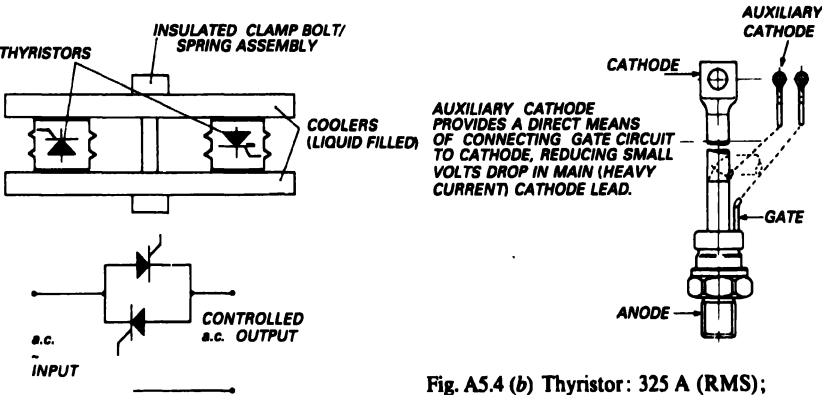 INSULATED CLAMP BOLT/
SPRING ASSEMBLY
THYRISTORS
COOLERS
(LIQUID FILLED)
CONTROLLED
a.c. OUTPUT
a.c.
~
INPUT
AUXILIARY
CATHODE
CATHODE
AUXILIARY CATHODE
PROVIDES A DIRECT MEANS
OF CONNECTING GATE CIRCUIT
TO CATHODE, REDUCING SMALL
VOLTS DROP IN MAIN (HEAVY
CURRENT) CATHODE LEAD.
GATE
ANODE
Fig. A5.4 (b) Thyristor: 325 A (RMS);